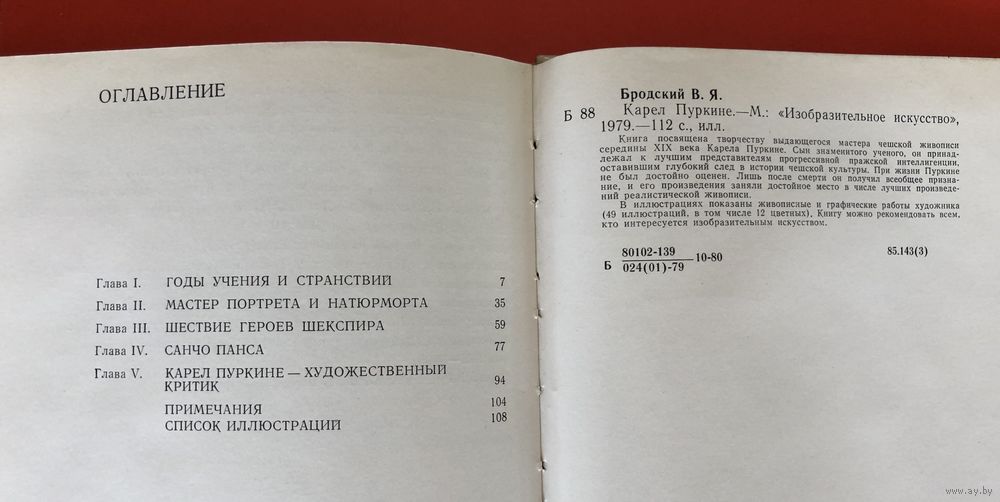 ОГЛАВЛЕНИЕ
Глава I. ГОДЫ УЧЕНИЯ И СТРАНСТВИЙ 7
Глава II. МАСТЕР ПОРТРЕТА И НАТЮРМОРТА 35
Глава III. ШЕСТВИЕ ГЕРОЕВ ШЕКСПИРА 59
Глава IV. САНЧО ПАНСА 77
Глава V. КАРЕЛ ПУРКИНЕ — ХУДОЖЕСТВЕННЫЙ
КРИТИК 94
ПРИМЕЧАНИЯ 104
СПИСОК ИЛЛЮСТРАЦИЙ 108
Бродский В. Я.
Б 88 Карел Пуркине.—М.: «Изобразительное искусство»,
1979.—112 с., илл.
Книга посвящена творчеству выдающегося мастера чешской живописи
середины XIX века Карела Пуркине. Сын знаменитого ученого, он принад-
лежал к лучшим представителям прогрессивной пражской интеллигенции,
оставившим глубокий след в истории чешской культуры. При жизни Пуркине
не был достойно оценен. Лишь после смерти он получил всеобщее призна-
ние, и его произведения заняли достойное место в числе лучших произведе-
ний реалистической живописи.
В иллюстрациях показаны живописные и графические работы художника
(49 иллюстраций, в том числе 12 цветных), Книгу можно рекомендовать всем,
кто интересуется изобразительным искусством.
80102-139
Б 10-80 85.143(3)
024(01)-79
www.ay.by